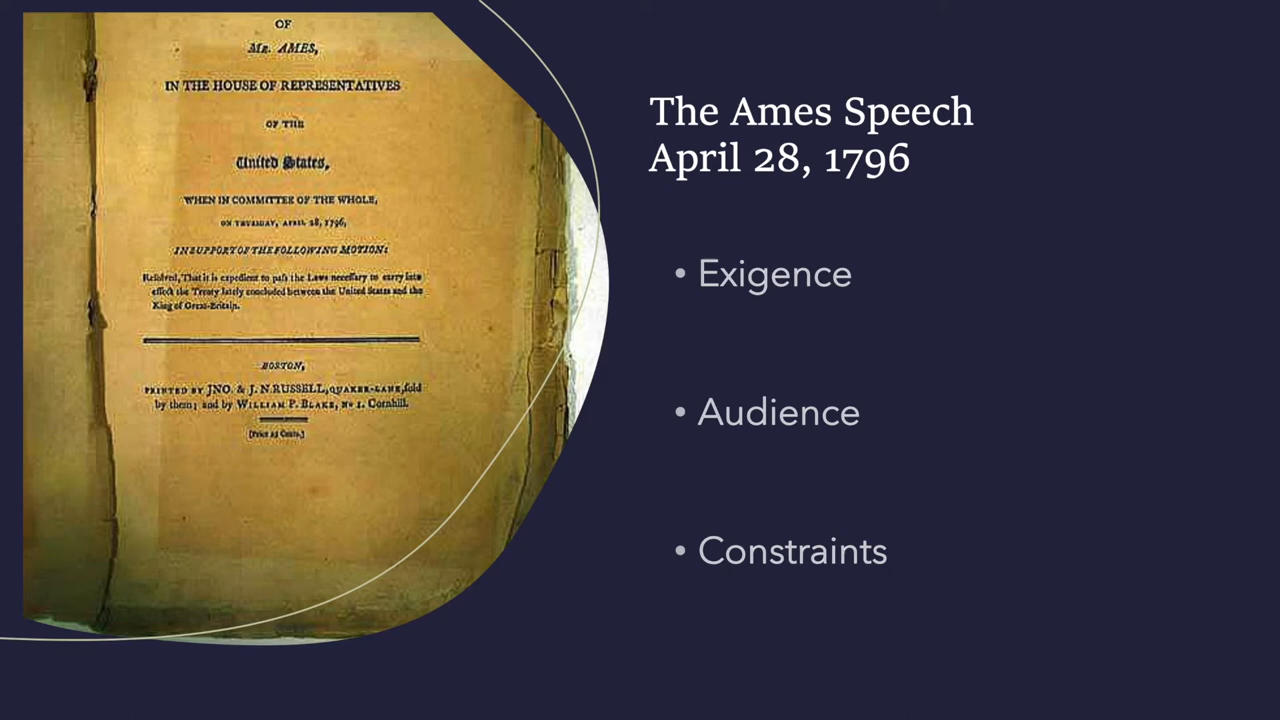 OF
Mr. AMES,
IN THE HOUSE OF REPRESENTATIVES
OF THE
United States,
WHEN IN COMMITTEE OF THE WHOLE,
ON THURSDAY, APRIL 28, 1796,
IN SUPPORT OF THE FOLLOWING MOTION:
Reſolved, That it is expedient to paſs the Laws neceſſary to carry into
effect the Treaty lately concluded between the United States and the
King of Great-Britain.
BOSTON,
PRINTED BY JNO. & J. N. RUSSELL, QUAKER-LANE, ſold
by them; and by WILLIAM P. BLAKE, No 1. Cornhill.
[Price 25 Cents.]
The Ames Speech
April 28, 1796
• Exigence
• Audience
• Constraints